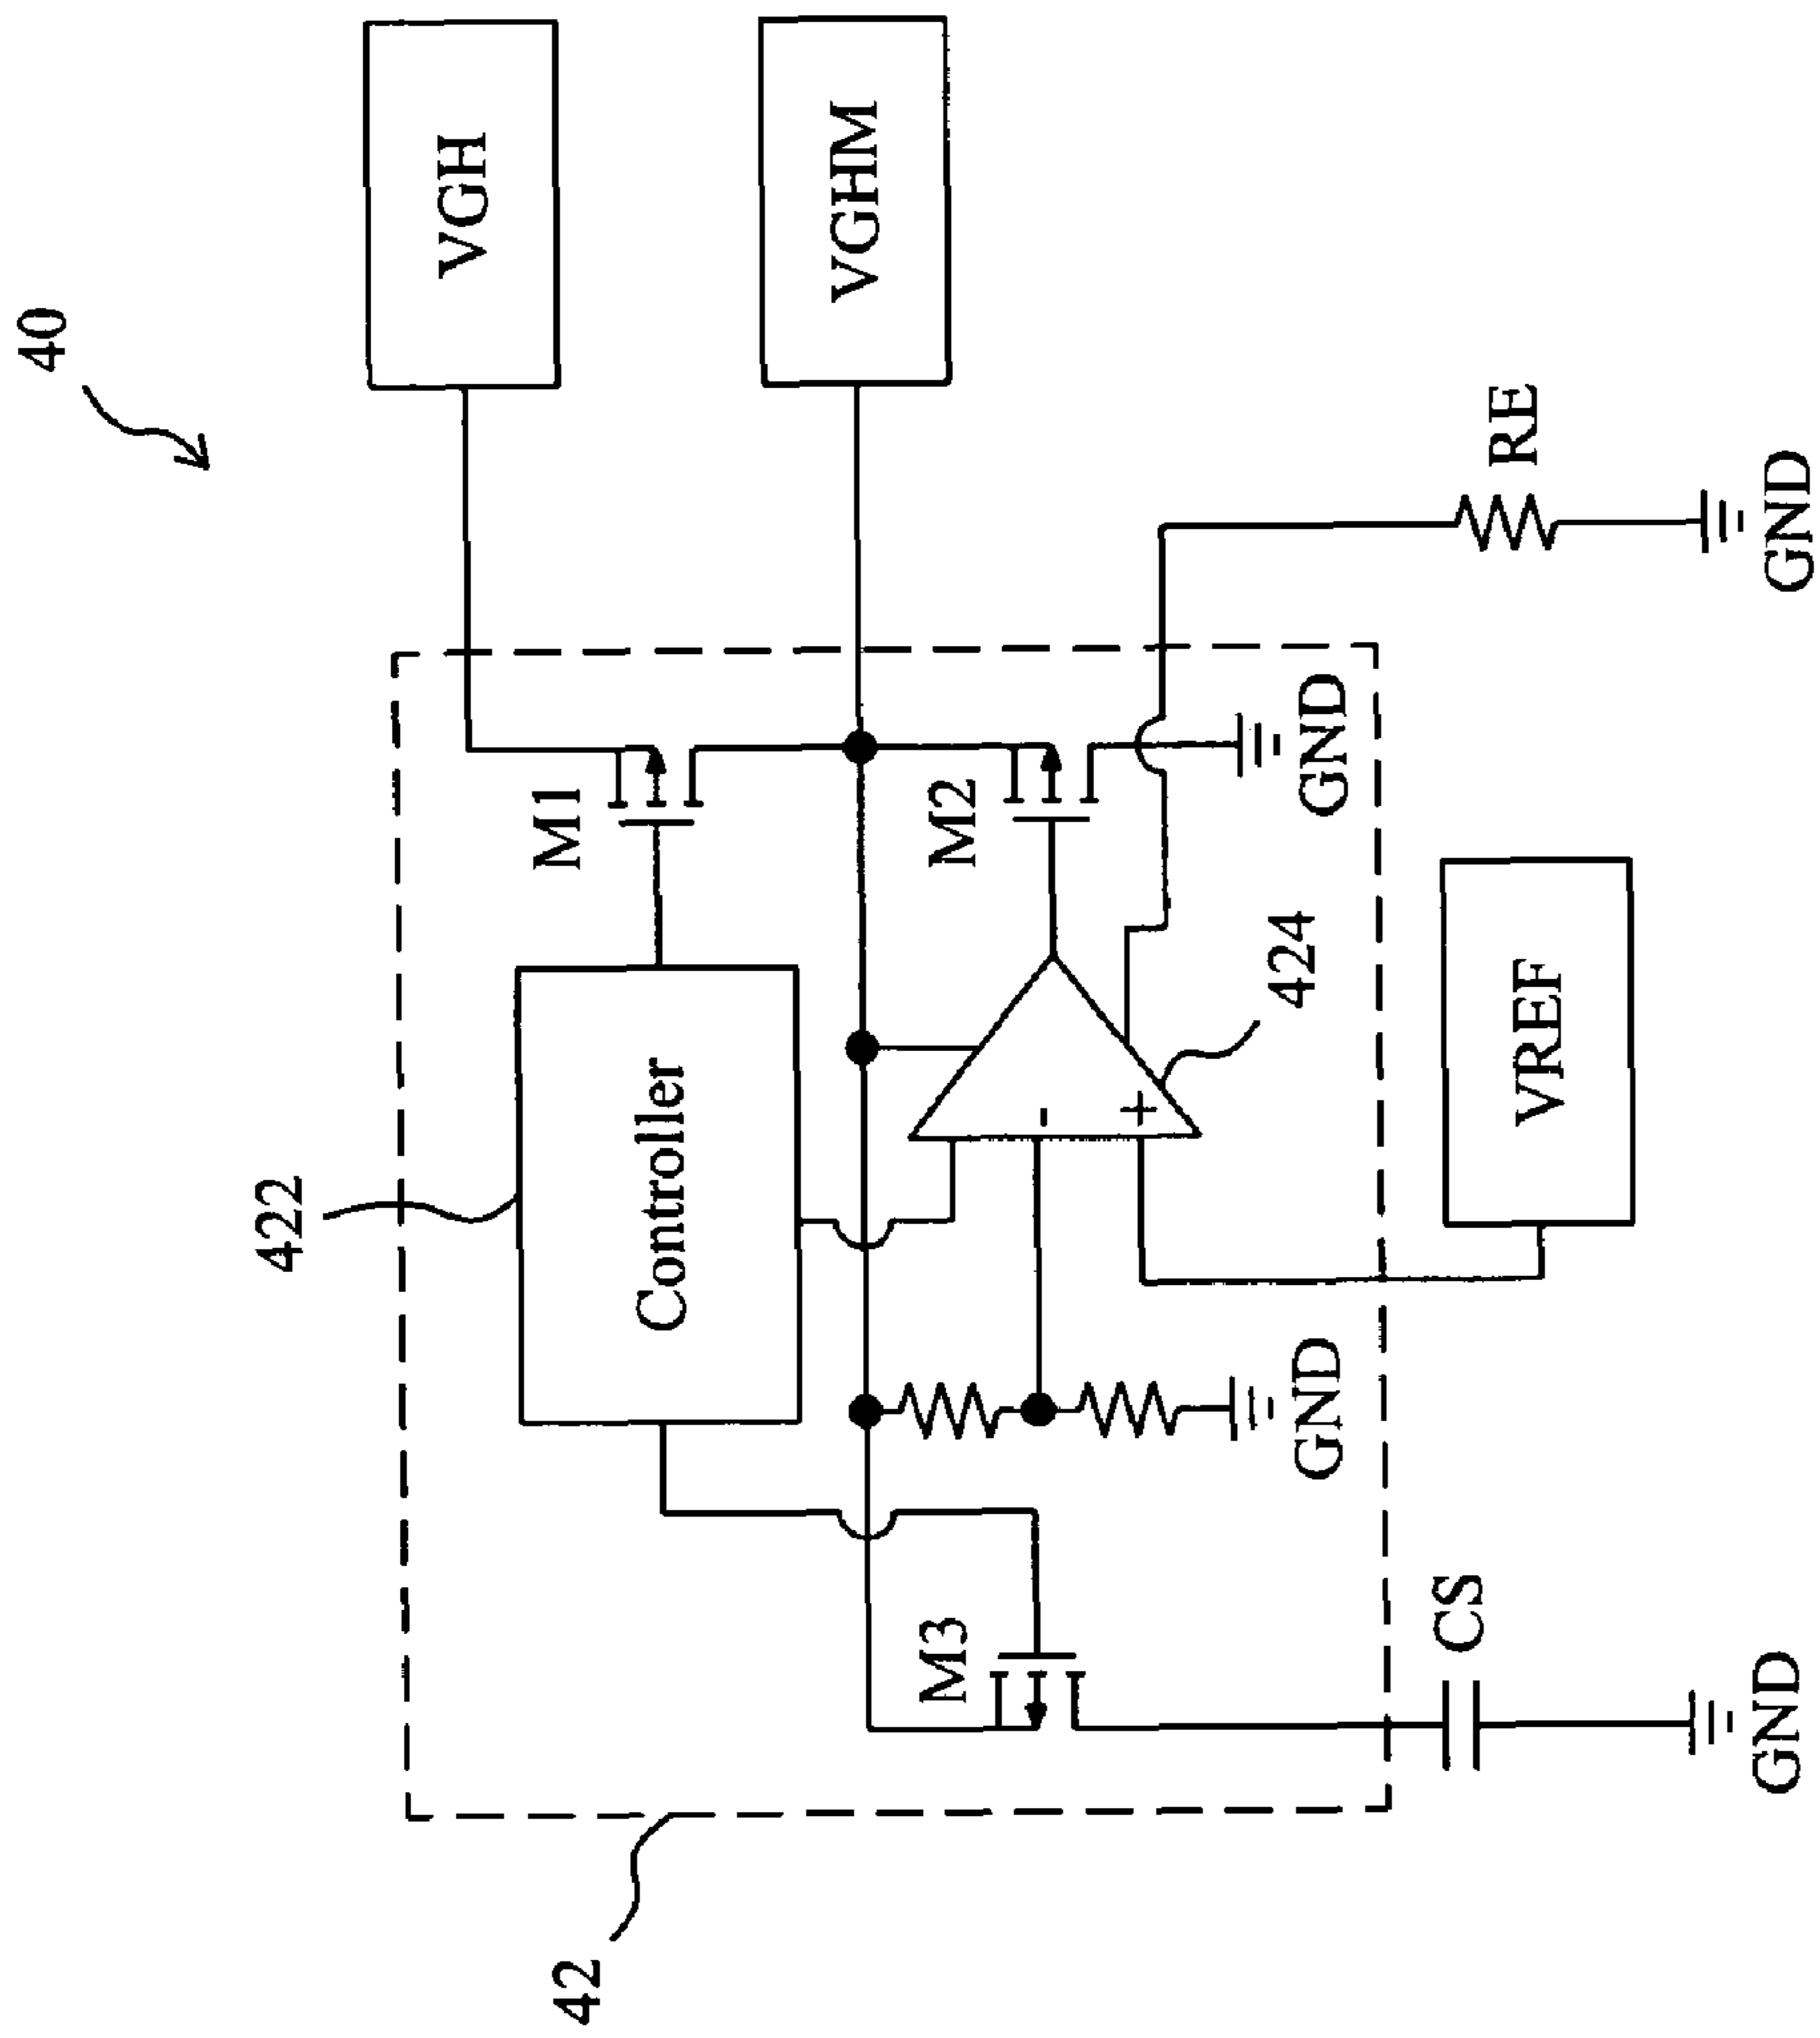 40
VGH
VGHM
M1
422
Controller
M2
RE
GND
GND
-
+
424
VREF
GND
M3
CS
GND
42